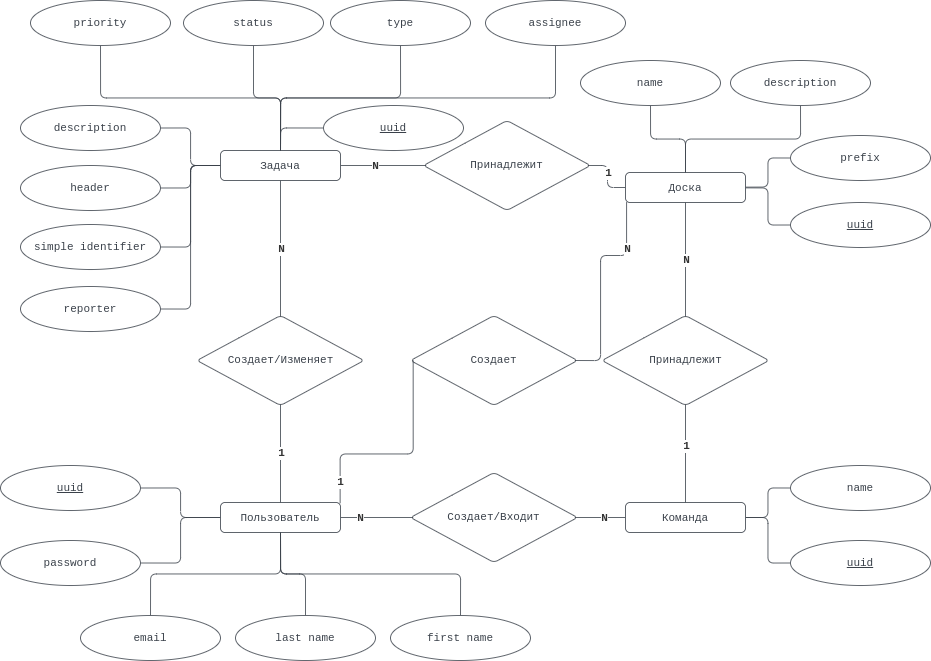 priority
status
type
assignee
name
description
description
uuid
prefix
Задача
N
Принадлежит
1
Доска
header
uuid
simple identifier
N
N
N
reporter
Создает/Изменяет
Создает
Принадлежит
1
1
1
uuid
name
Пользователь
N
Создает/Входит
N
Команда
password
uuid
email
last name
first name